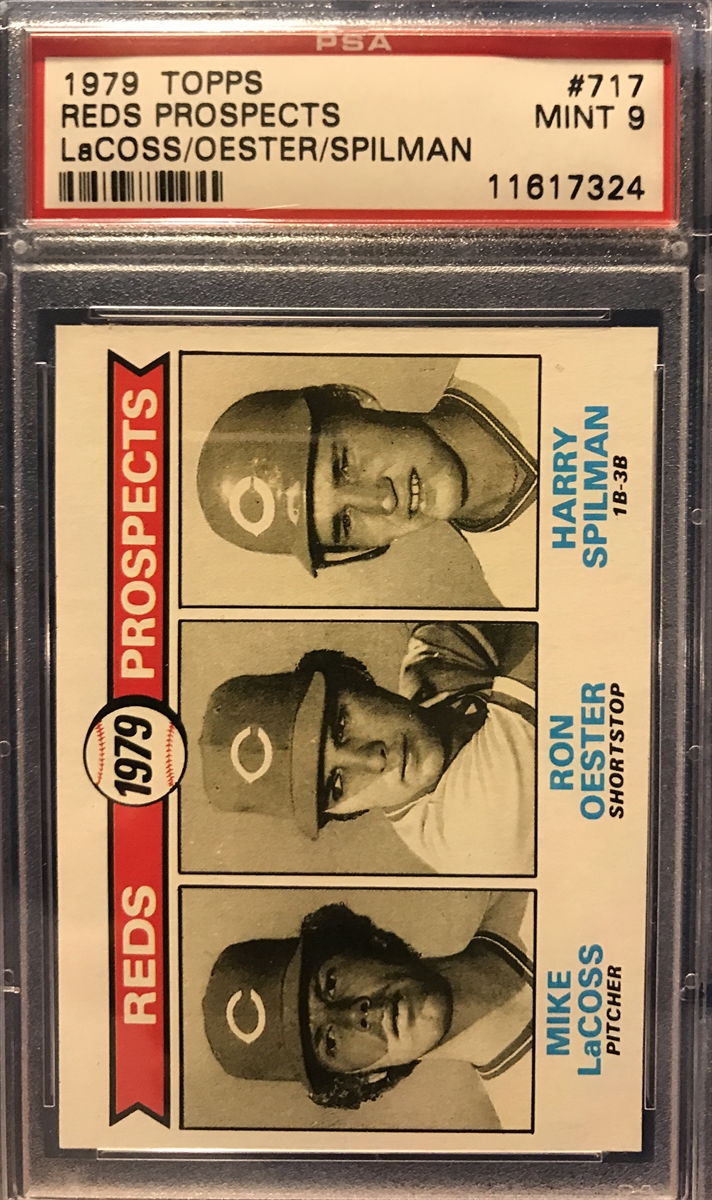 PSA
1979 TOPPS #717
REDS PROSPECTS MINT 9
LaCOSS/OESTER/SPILMAN
11617324
REDS 1979 PROSPECTS
C
C
C
MIKE
LaCOSS
PITCHER
RON
OESTER
SHORTSTOP
HARRY
SPILMAN
1B-3B